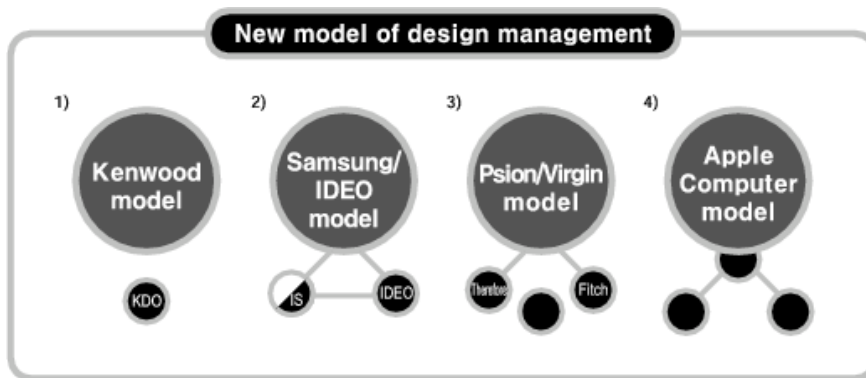 New model of design management
1)
2)
3)
4)
Kenwood
model
Samsung/
IDEO
model
Psion/Virgin
model
Apple
Computer
model
KDO
IS
IDEO
Therefore
Fitch